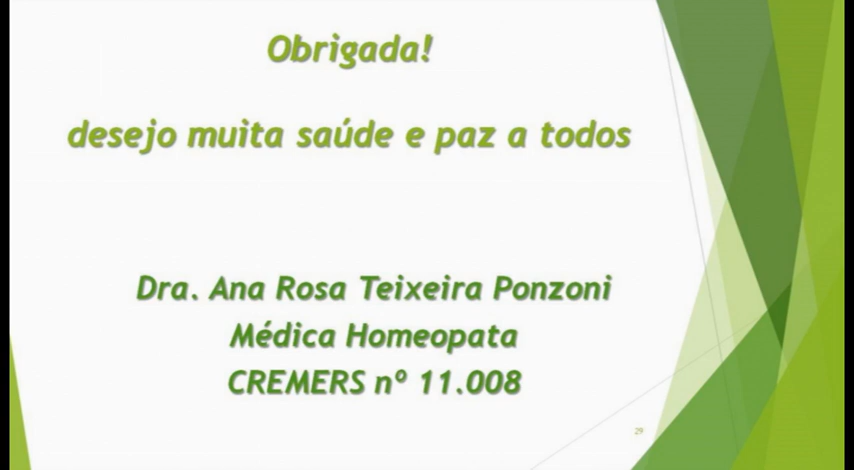 Obrigada!
desejo muita saúde e paz a todos
Dra. Ana Rosa Teixeira Ponzoni
Médica Homeopata
CREMERS nº 11.008
29